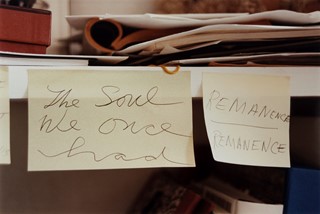 The Soul
We once
had
REMANENCE
REMANENCE